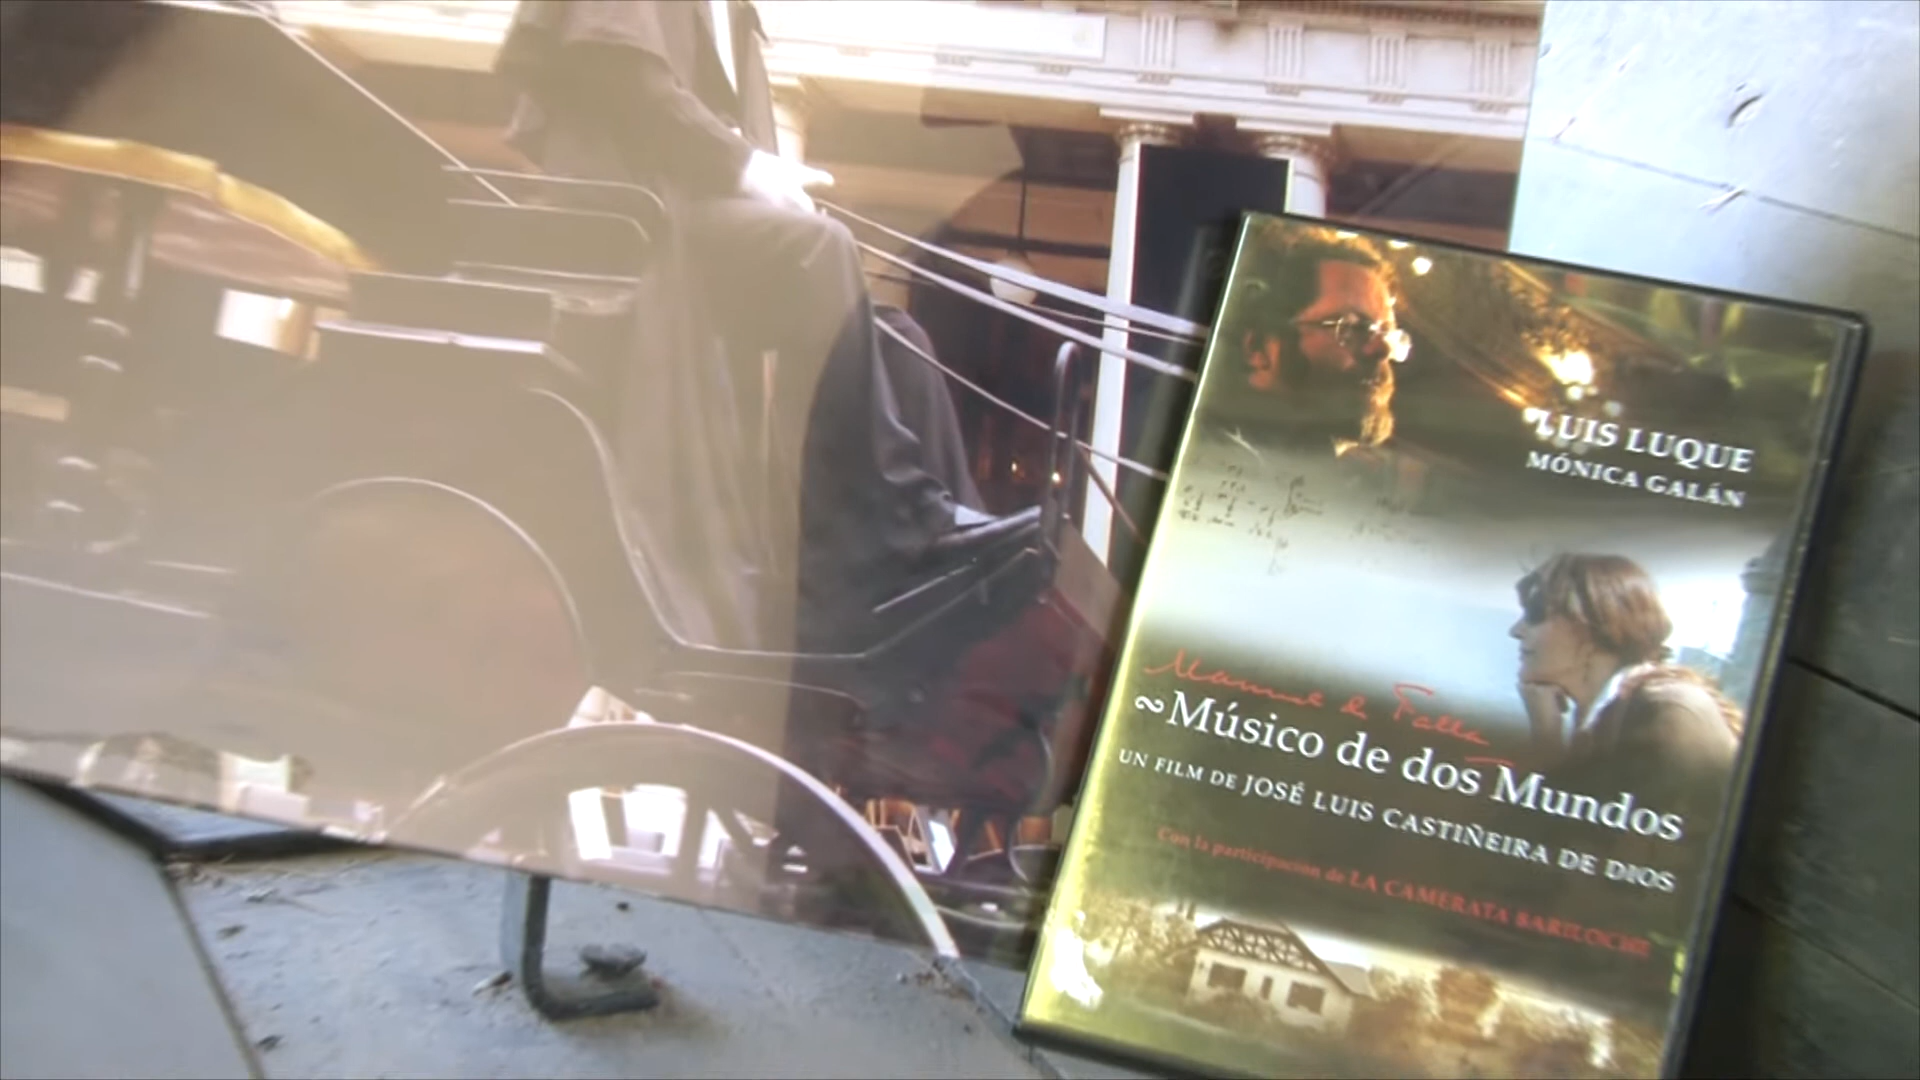 LUIS LUQUE
MÓNICA GALÁN
Manuel de Falla
Músico de dos Mundos
UN FILM DE JOSÉ LUIS CASTIÑEIRA DE DIOS
Con la participación de LA CAMERATA BARILOCHE